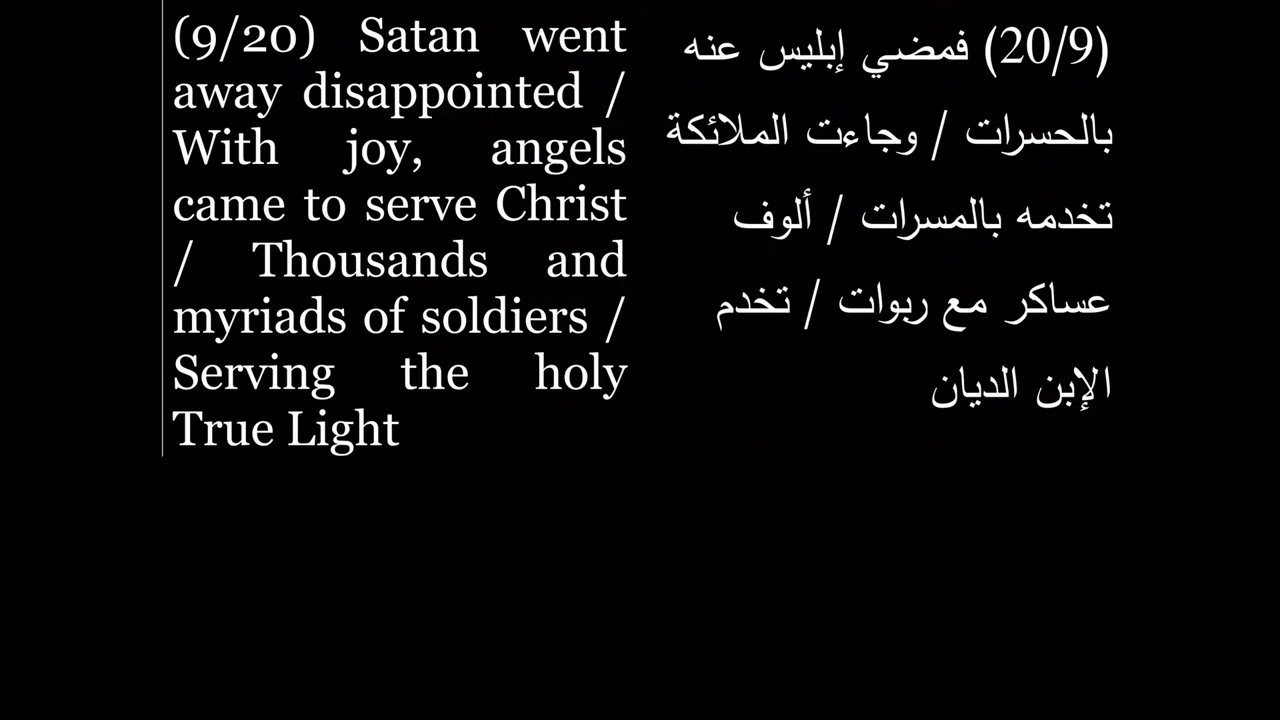 (9/20) Satan went
away disappointed /
With joy, angels
came to serve Christ
/ Thousands and
myriads of soldiers /
Serving the holy
True Light
(20/9) فمضي إبليس عنه
بالحسرات / وجاءت الملائكة
تخدمه بالمسرات / ألوف
عساكر مع ربوات / تخدم
الإبن الديان